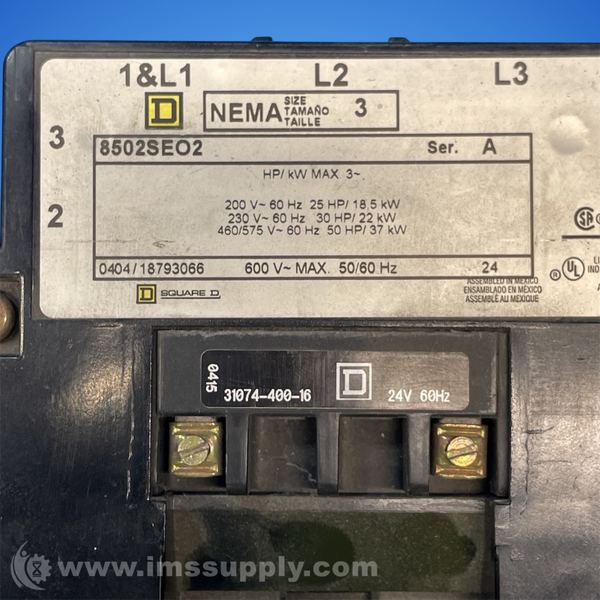 1&L1 L2 L3
D NEMA SIZE TAMAÑO TAILLE 3
3
8502SEO2 Ser. A
HP/ kW MAX 3~
2
200 V~ 60 Hz 25 HP/ 18.5 kW
230 V~ 60 Hz 30 HP/ 22 kW
460/575 V~ 60 Hz 50 HP/ 37 kW
0404/18793066 600 V~ MAX. 50/60 Hz 24
D SQUARE D
ASSEMBLED IN MEXICO
ENSAMBLADO EN MÉXICO
ASSEMBLÉ AU MEXIQUE
UL
0415
31074-400-16 D 24V 60Hz
www.imssupply.com